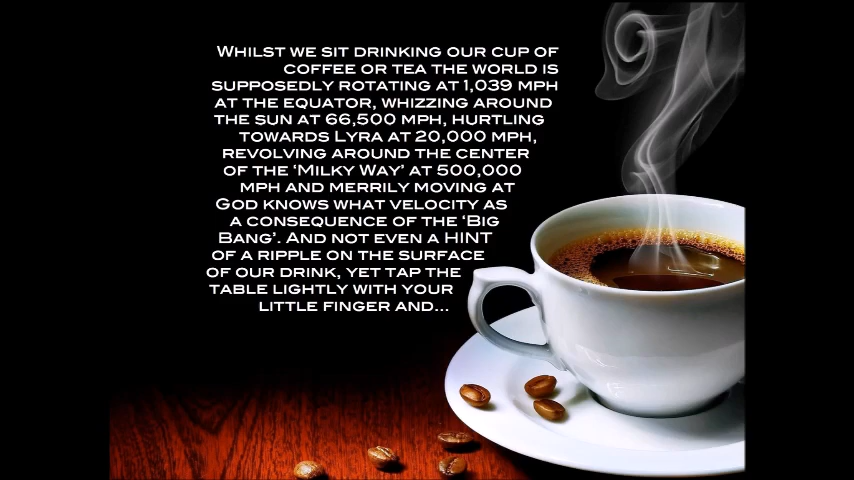 Whilst we sit drinking our cup of
coffee or tea the world is
supposedly rotating at 1,039 mph
at the equator, whizzing around
the sun at 66,500 mph, hurtling
towards Lyra at 20,000 mph,
revolving around the center
of the ‘Milky Way’ at 500,000
mph and merrily moving at
God knows what velocity as
a consequence of the ‘Big
Bang’. And not even a HINT
of a ripple on the surface
of our drink, yet tap the
table lightly with your
little finger and...